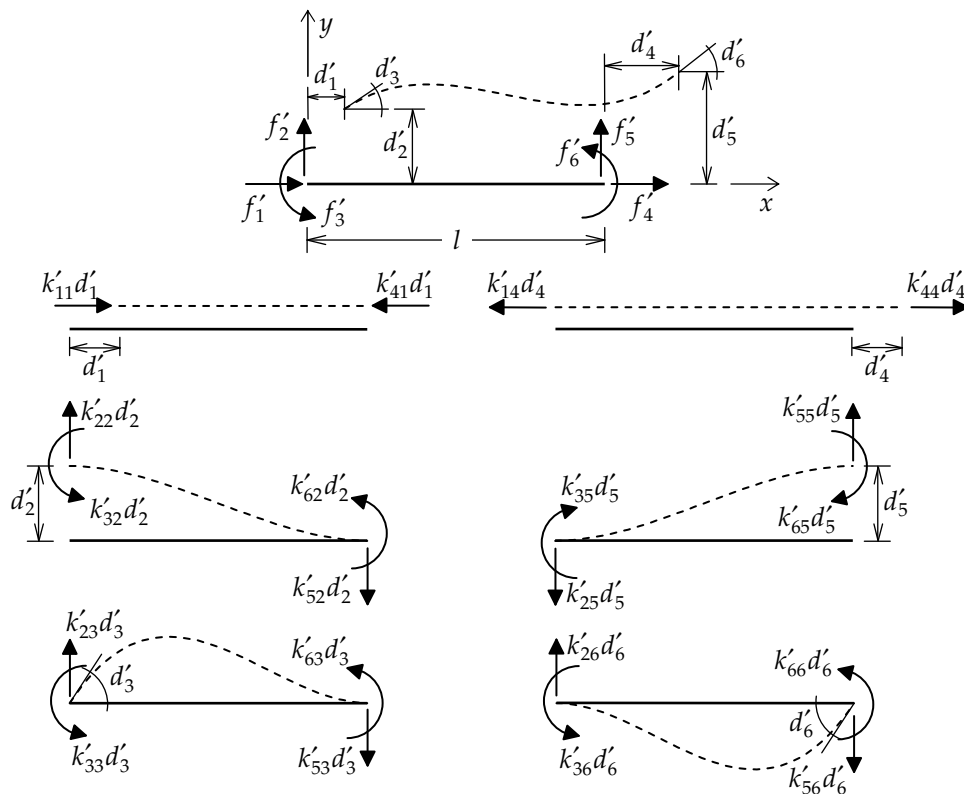 y
d′₁ d′₃ d′₄ d′₆
f′₂ d′₂ f′₅ f′₆ d′₅
f′₁ f′₃ f′₄ x
l
k′₁₁d′₁ k′₄₁d′₁ k′₁₄d′₄ k′₄₄d′₄
d′₁ d′₄
k′₂₂d′₂ k′₅₅d′₅
d′₂ k′₃₂d′₂ k′₆₂d′₂ k′₃₅d′₅ k′₆₅d′₅ d′₅
k′₅₂d′₂ k′₂₅d′₅
k′₂₃d′₃ d′₃ k′₆₃d′₃ k′₂₆d′₆ k′₆₆d′₆
d′₆
k′₃₃d′₃ k′₅₃d′₃ k′₃₆d′₆ k′₅₆d′₆